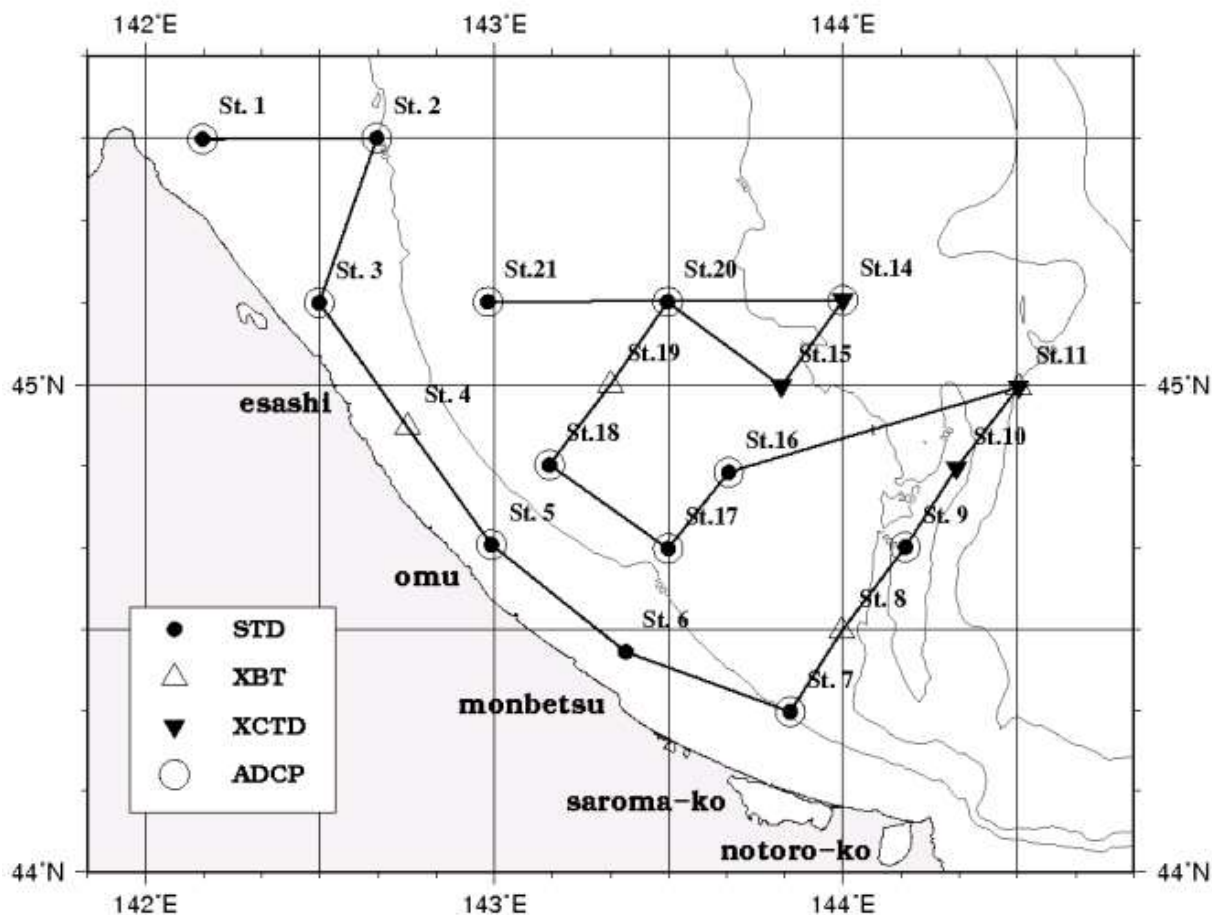 142°E 143°E 144°E
St. 1 St. 2
St. 3 St.21 St.20 St.14
St.19 St.15 St.11
45°N 45°N
esashi St. 4
St.18 St.16 St.10
St. 5 St.17 St. 9
omu
St. 8
STD St. 6
XBT St. 7
monbetsu
XCTD
ADCP
saroma-ko
notoro-ko
44°N 44°N
142°E 143°E 144°E